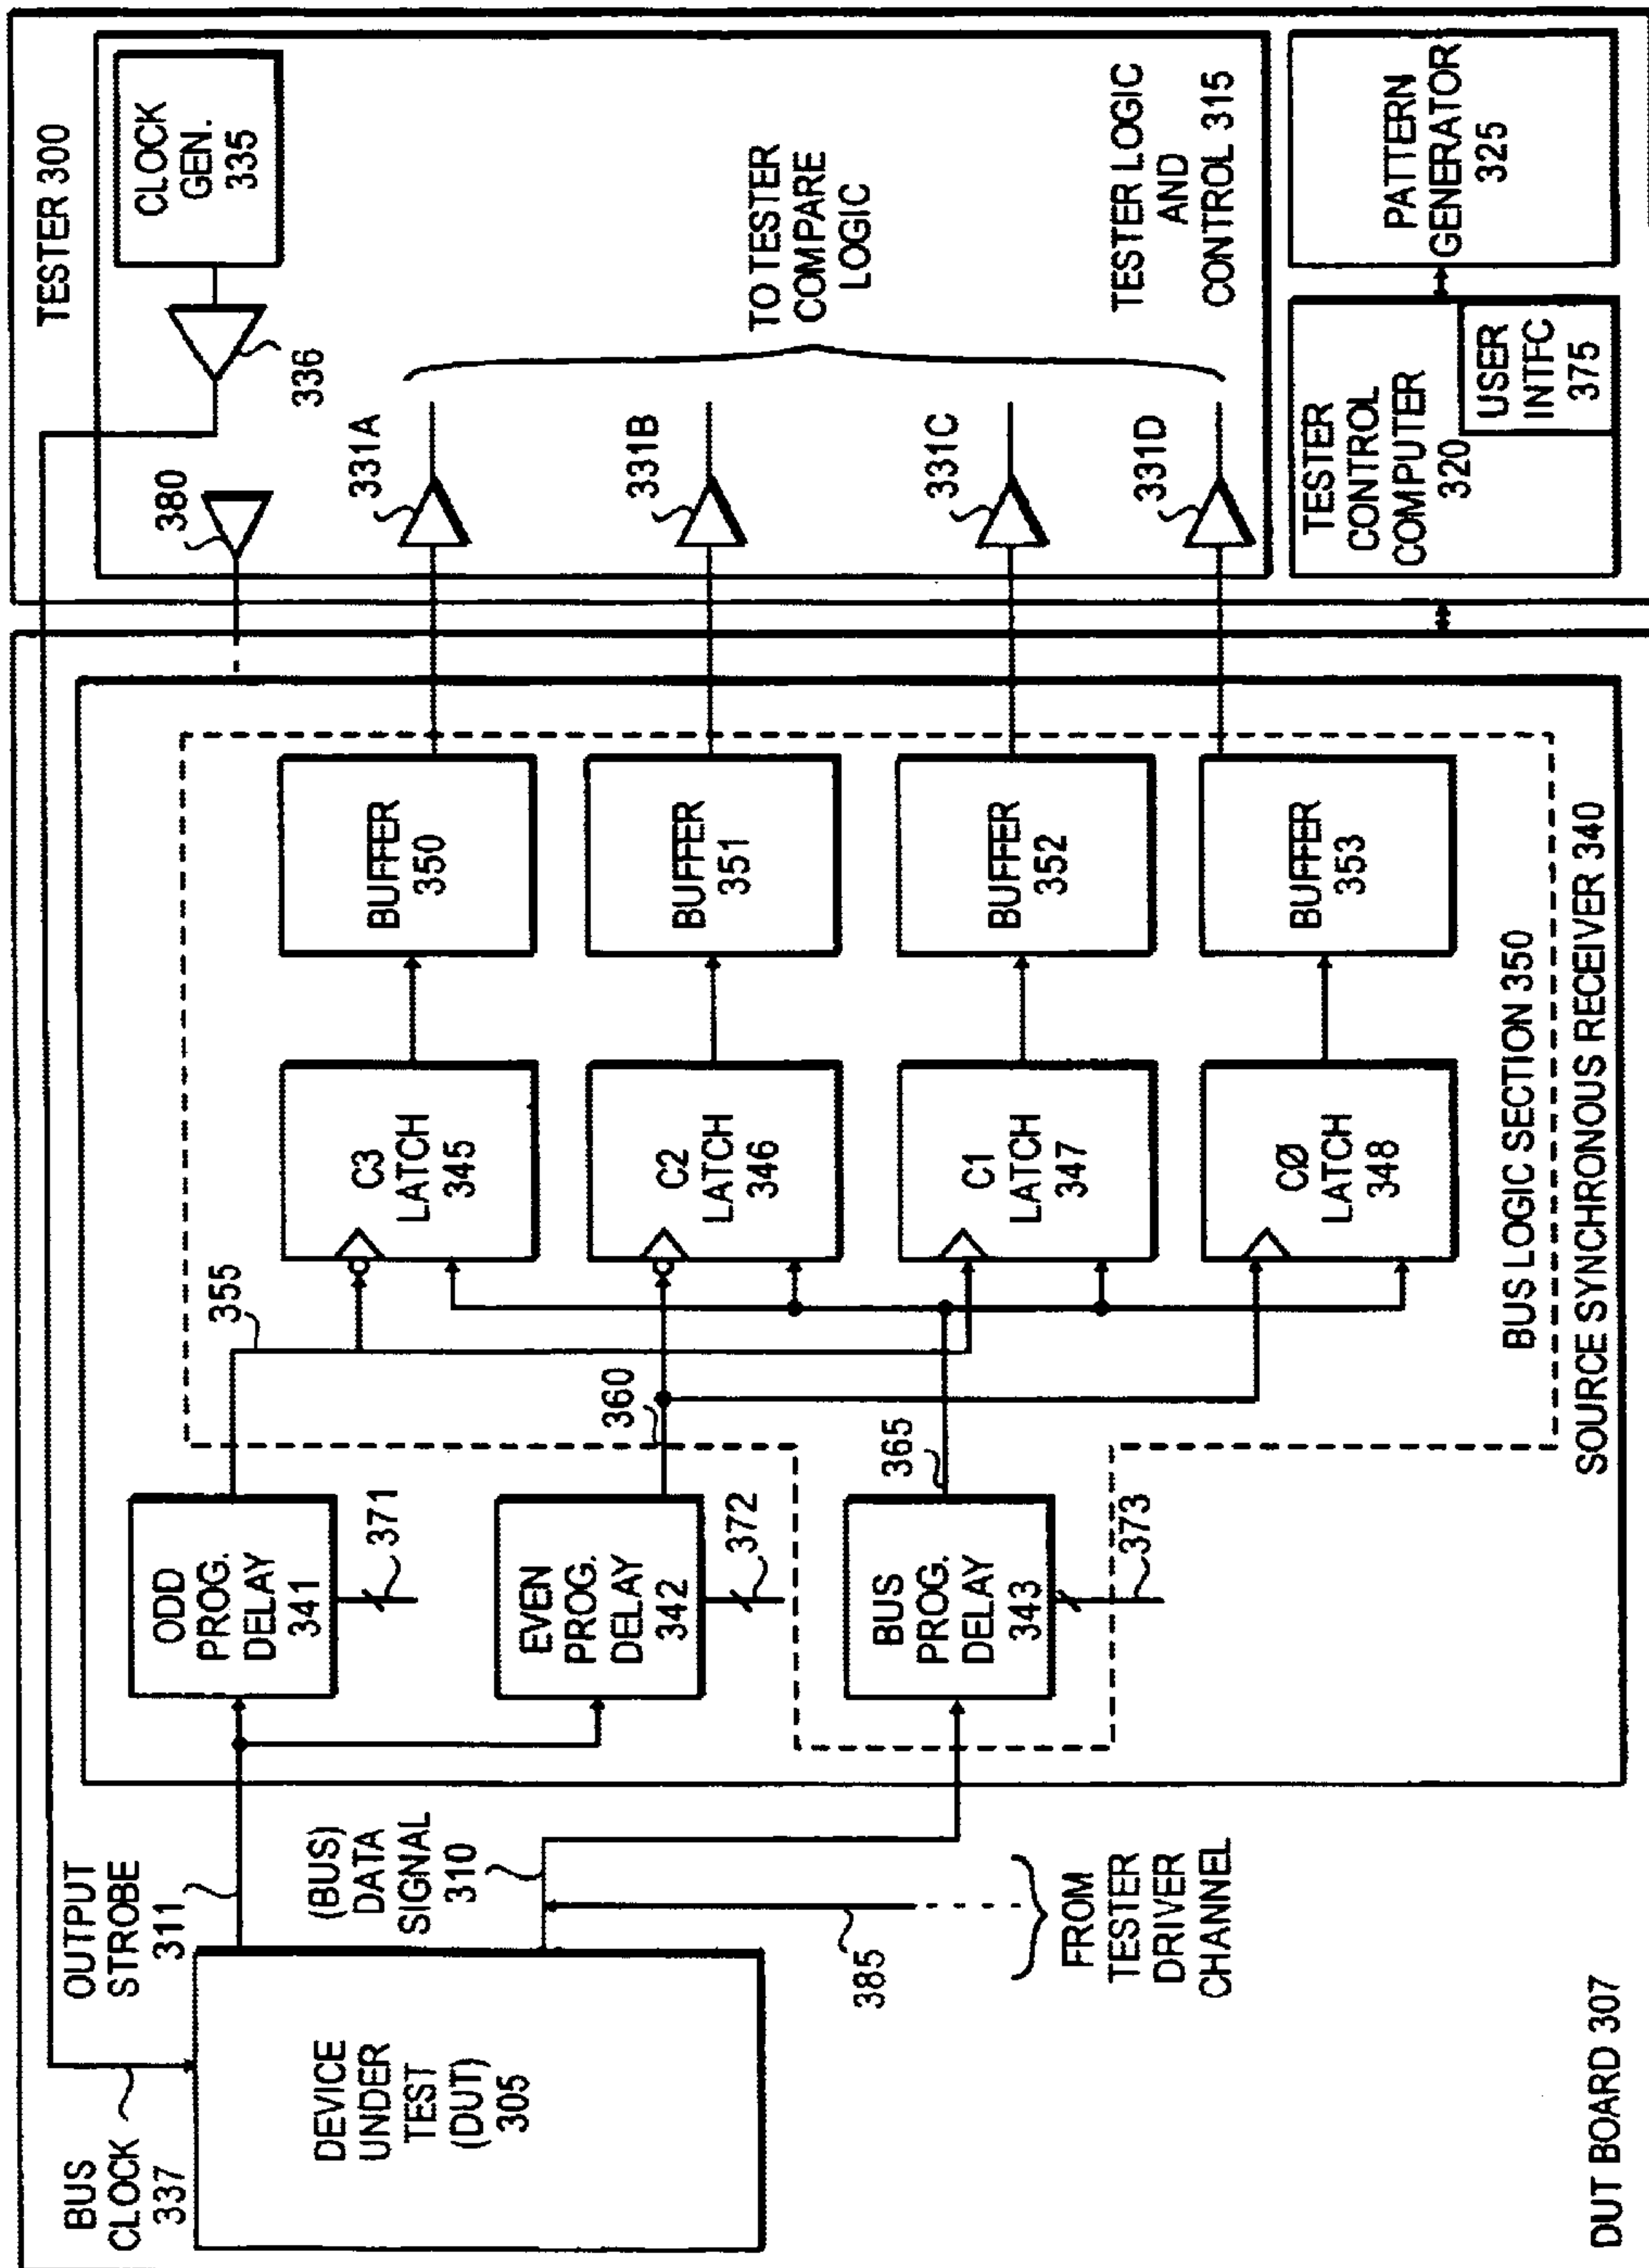 BUS
CLOCK
337
OUTPUT
STROBE
311
DEVICE
UNDER
TEST
(DUT)
305
(BUS)
DATA
SIGNAL
310
385
FROM
TESTER
DRIVER
CHANNEL
DUT BOARD 307
ODD
PROG.
DELAY
341
371
EVEN
PROG.
DELAY
342
372
BUS
PROG.
DELAY
343
373
355
360
365
C3
LATCH
345
C2
LATCH
346
C1
LATCH
347
CØ
LATCH
348
BUFFER
350
BUFFER
351
BUFFER
352
BUFFER
353
BUS LOGIC SECTION 350
SOURCE SYNCHRONOUS RECEIVER 340
TESTER 300
CLOCK
GEN.
335
336
380
331A
331B
331C
331D
TO TESTER
COMPARE
LOGIC
TESTER LOGIC
AND
CONTROL 315
TESTER
CONTROL
COMPUTER
320
USER
INTFC
375
PATTERN
GENERATOR
325